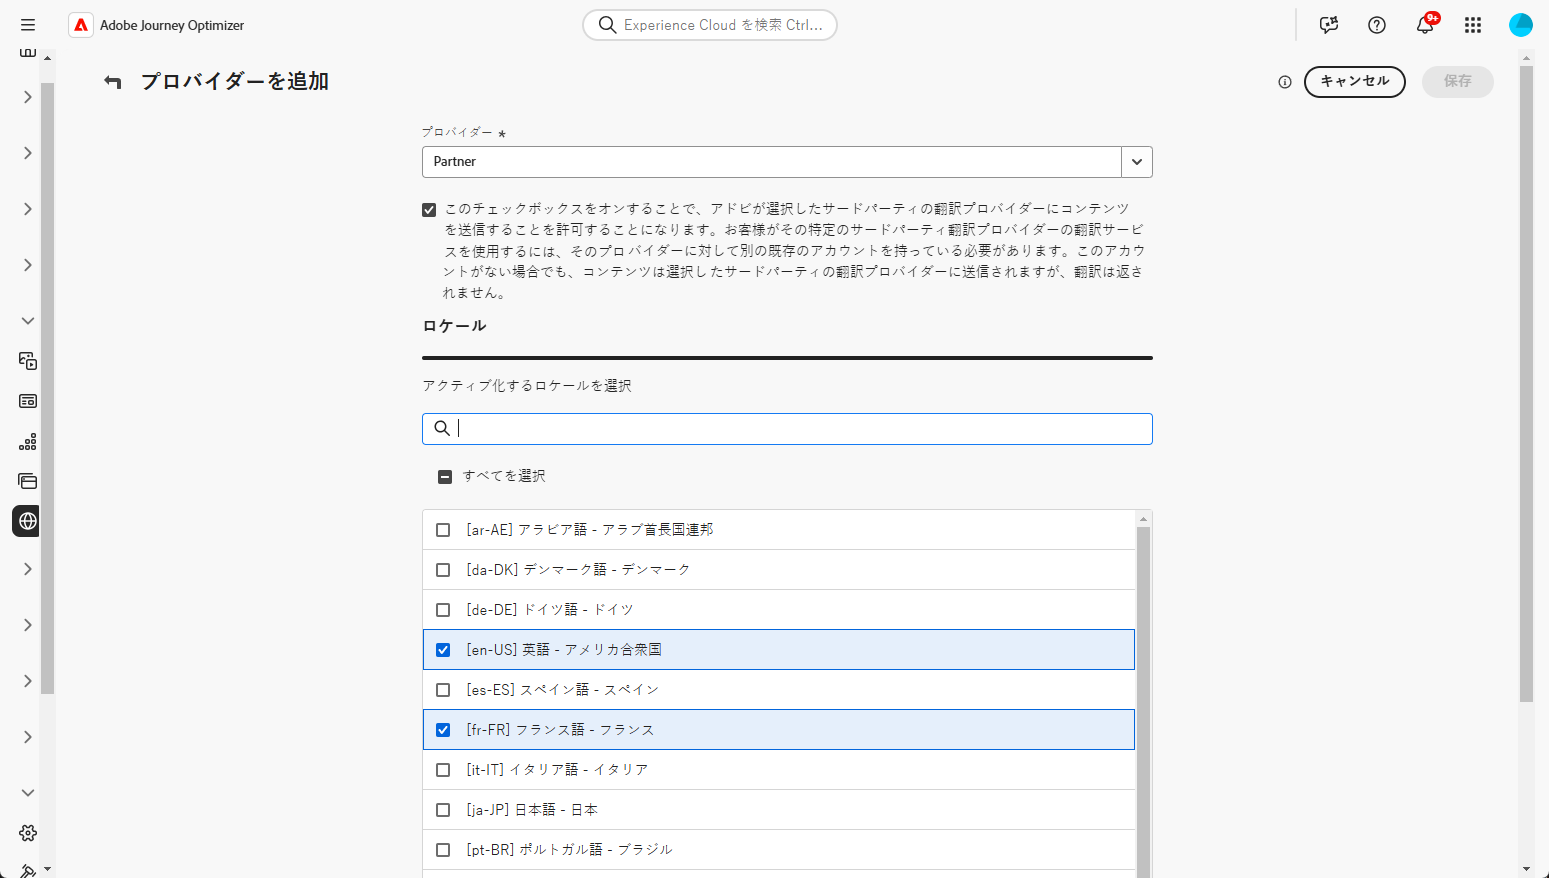 Adobe Journey Optimizer
Experience Cloud を検索 Ctrl...
9+
プロバイダーを追加
キャンセル
保存
プロバイダー *
Partner
このチェックボックスをオンすることで、アドビが選択したサードパーティの翻訳プロバイダーにコンテンツ
を送信することを許可することになります。お客様がその特定のサードパーティ翻訳プロバイダーの翻訳サービ
スを使用するには、そのプロバイダーに対して別の既存のアカウントを持っている必要があります。このアカウ
ントがない場合でも、コンテンツは選択したサードパーティの翻訳プロバイダーに送信されますが、翻訳は返さ
れません。
ロケール
アクティブ化するロケールを選択
すべてを選択
[ar-AE] アラビア語 - アラブ首長国連邦
[da-DK] デンマーク語 - デンマーク
[de-DE] ドイツ語 - ドイツ
[en-US] 英語 - アメリカ合衆国
[es-ES] スペイン語 - スペイン
[fr-FR] フランス語 - フランス
[it-IT] イタリア語 - イタリア
[ja-JP] 日本語 - 日本
[pt-BR] ポルトガル語 - ブラジル